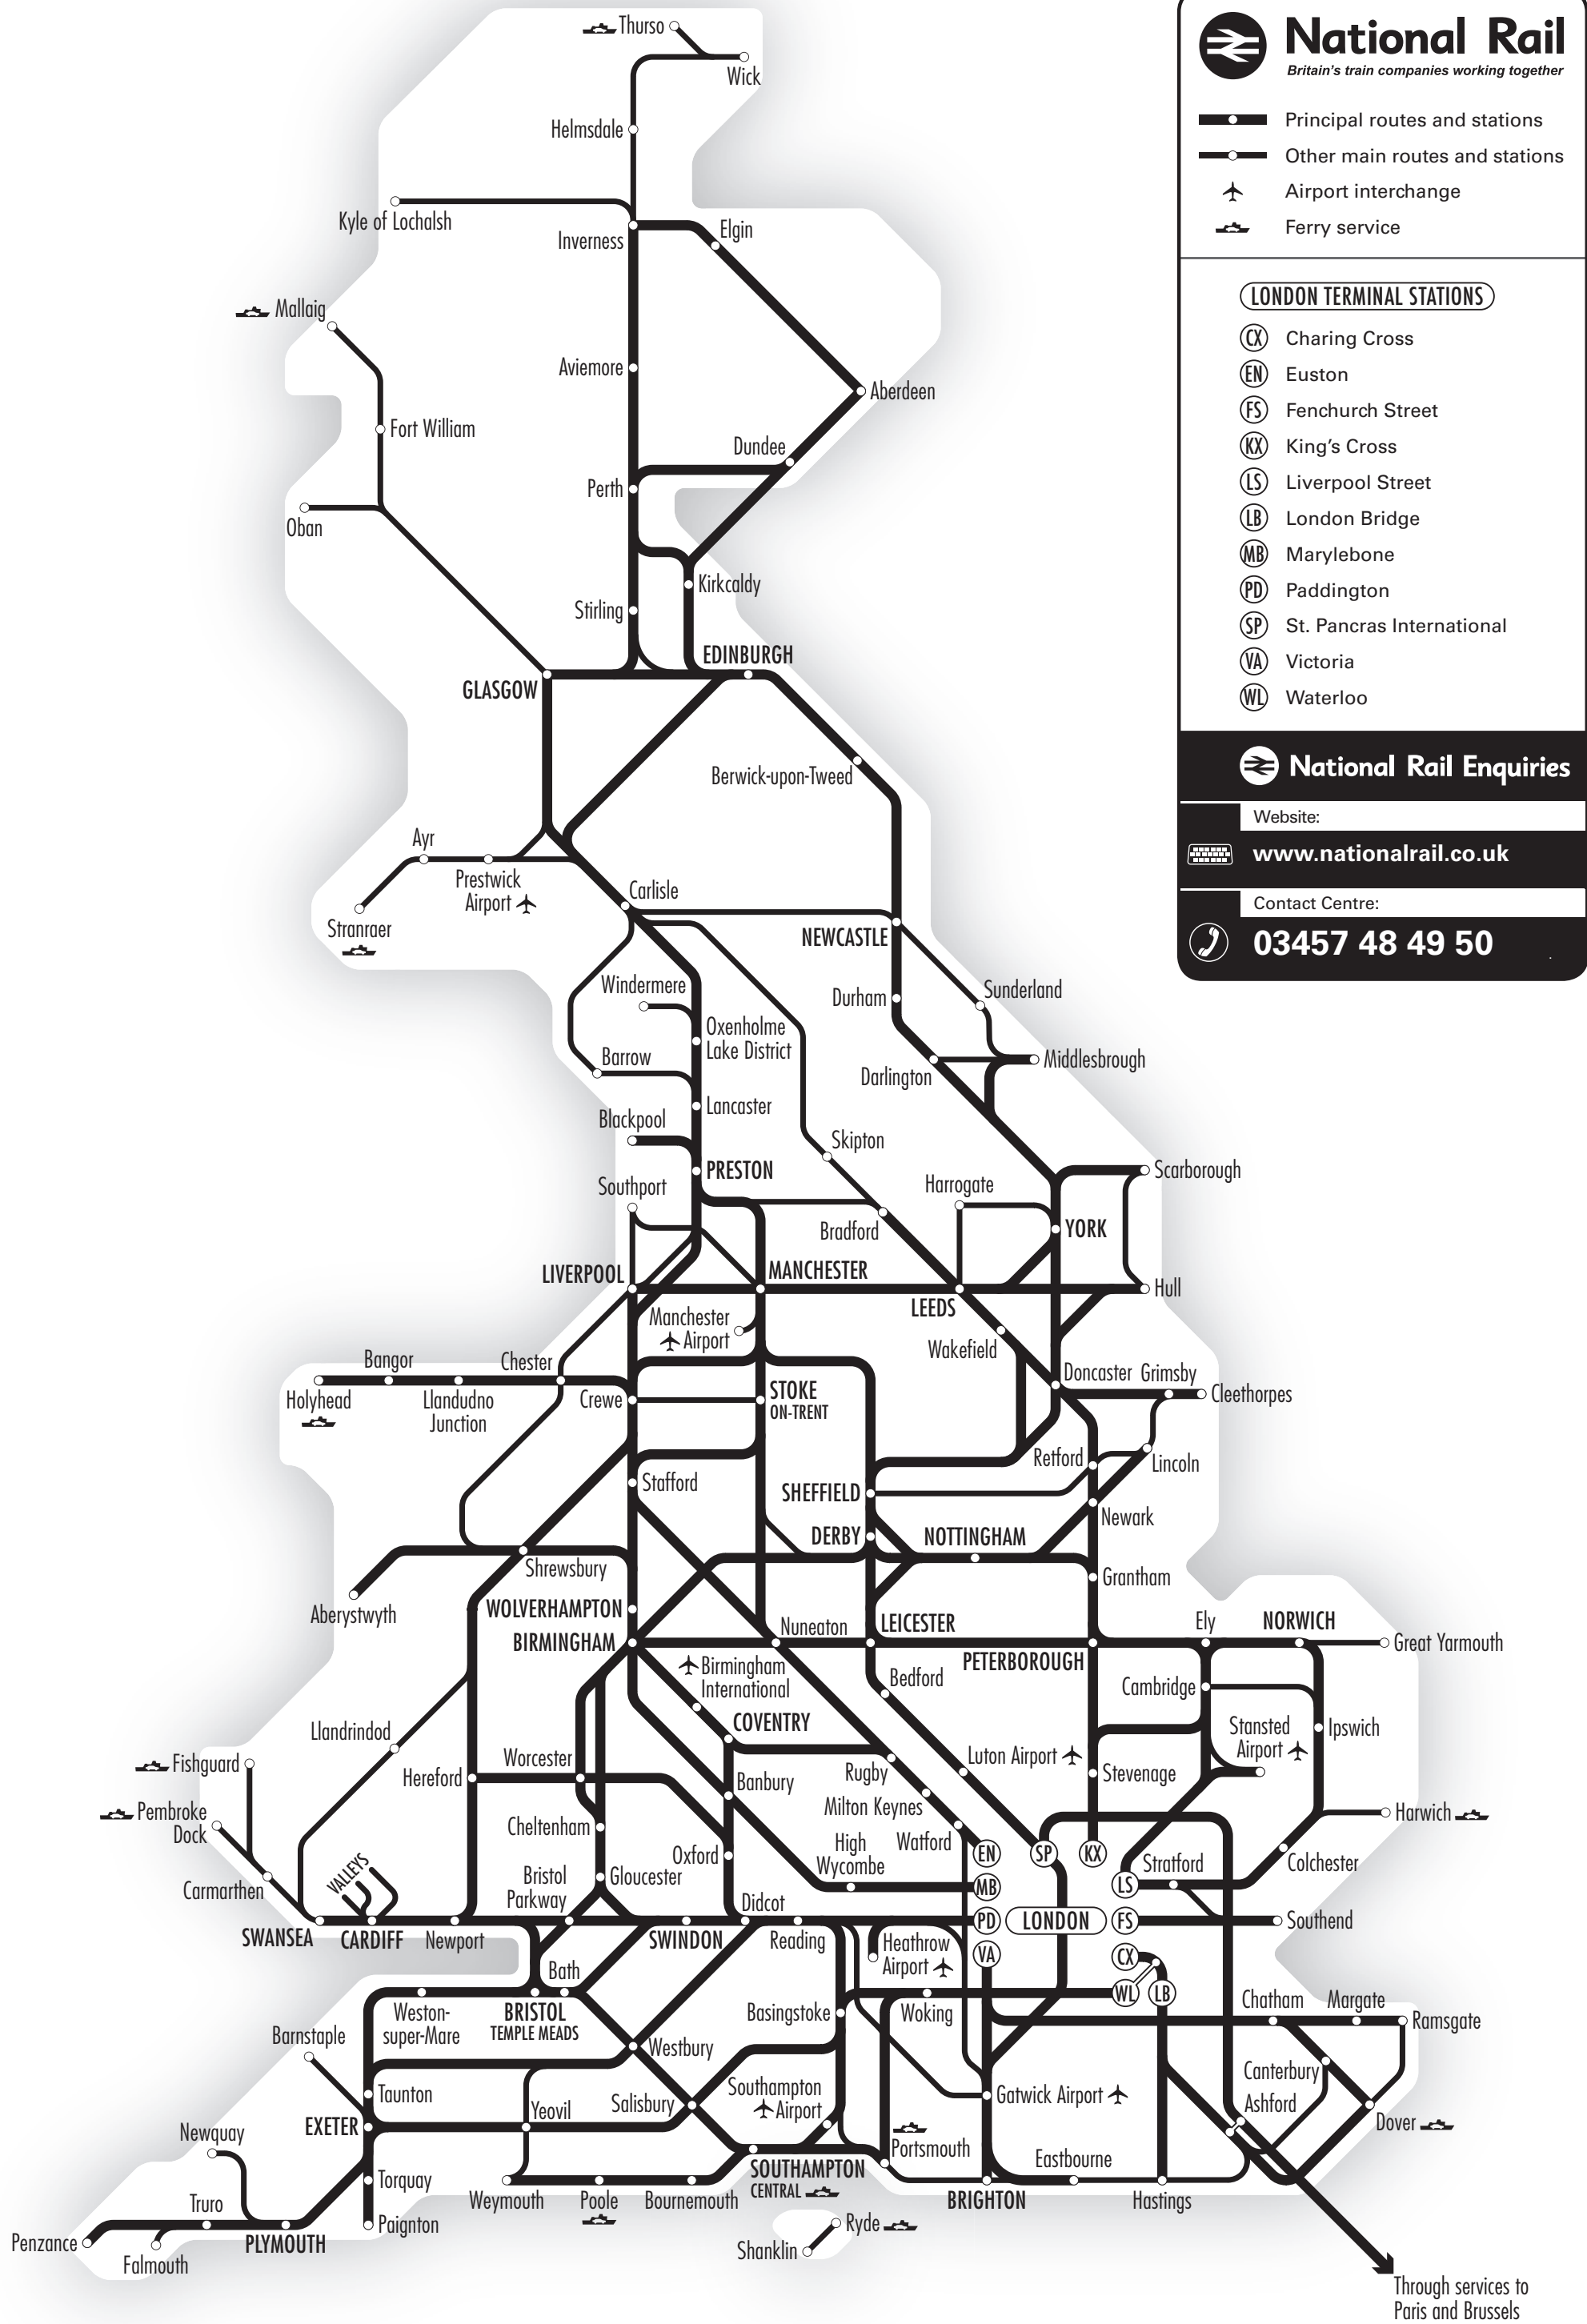 National Rail
Britain's train companies working together
Principal routes and stations
Other main routes and stations
Airport interchange
Ferry service
LONDON TERMINAL STATIONS
CX Charing Cross
EN Euston
FS Fenchurch Street
KX King's Cross
LS Liverpool Street
LB London Bridge
MB Marylebone
PD Paddington
SP St. Pancras International
VA Victoria
WL Waterloo
National Rail Enquiries
Website:
www.nationalrail.co.uk
Contact Centre:
03457 48 49 50
Thurso
Wick
Helmsdale
Kyle of Lochalsh
Inverness
Elgin
Mallaig
Aviemore
Aberdeen
Fort William
Dundee
Perth
Oban
Kirkcaldy
Stirling
EDINBURGH
GLASGOW
Berwick-upon-Tweed
Ayr
Prestwick
Airport
Carlisle
Stranraer
NEWCASTLE
Windermere
Durham
Sunderland
Oxenholme
Lake District
Barrow
Middlesbrough
Darlington
Lancaster
Blackpool
Skipton
PRESTON
Scarborough
Southport
Harrogate
Bradford
YORK
LIVERPOOL
MANCHESTER
Hull
LEEDS
Manchester
Airport
Wakefield
Bangor
Chester
Doncaster
Grimsby
Holyhead
Llandudno
Junction
Crewe
STOKE
ON-TRENT
Cleethorpes
Retford
Lincoln
Stafford
SHEFFIELD
Newark
DERBY
NOTTINGHAM
Shrewsbury
Grantham
Aberystwyth
WOLVERHAMPTON
BIRMINGHAM
Nuneaton
LEICESTER
Ely
NORWICH
Great Yarmouth
PETERBOROUGH
Birmingham
International
Bedford
Cambridge
COVENTRY
Llandrindod
Luton Airport
Stansted
Airport
Ipswich
Fishguard
Worcester
Hereford
Banbury
Rugby
Stevenage
Pembroke
Dock
Milton Keynes
Harwich
Cheltenham
High
Wycombe
Watford
EN
SP
KX
Oxford
Stratford
Colchester
VALLEYS
Carmarthen
Bristol
Parkway
Gloucester
MB
LS
Didcot
SWANSEA
CARDIFF
Newport
SWINDON
Reading
PD
LONDON
FS
Southend
Heathrow
Airport
VA
CX
Bath
WL
LB
Weston-
super-Mare
BRISTOL
TEMPLE MEADS
Basingstoke
Woking
Chatham
Margate
Ramsgate
Barnstaple
Westbury
Canterbury
Taunton
Southampton
Airport
Gatwick Airport
Ashford
Salisbury
Yeovil
EXETER
Dover
Newquay
Portsmouth
Eastbourne
Torquay
SOUTHAMPTON
CENTRAL
Weymouth
Poole
Bournemouth
BRIGHTON
Hastings
Truro
Paignton
Penzance
Falmouth
PLYMOUTH
Ryde
Shanklin
Through services to
Paris and Brussels